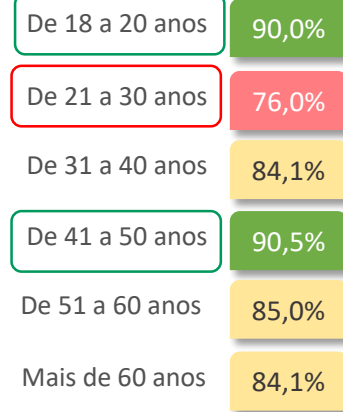 De 18 a 20 anos 90,0%
De 21 a 30 anos 76,0%
De 31 a 40 anos 84,1%
De 41 a 50 anos 90,5%
De 51 a 60 anos 85,0%
Mais de 60 anos 84,1%